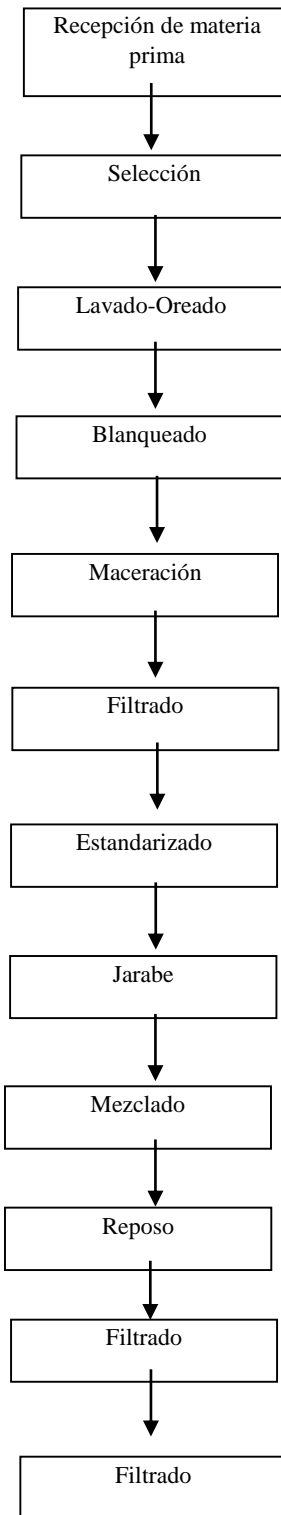 Recepción de materia
prima
Selección
Lavado-Oreado
Blanqueado
Maceración
Filtrado
Estandarizado
Jarabe
Mezclado
Reposo
Filtrado
Filtrado